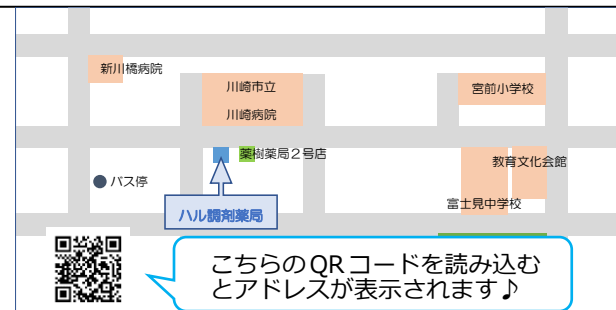 新川橋病院
川崎市立
川崎病院
宮前小学校
薬樹薬局２号店
教育文化会館
バス停
富士見中学校
ハル調剤薬局
こちらのQRコードを読み込む
とアドレスが表示されます♪